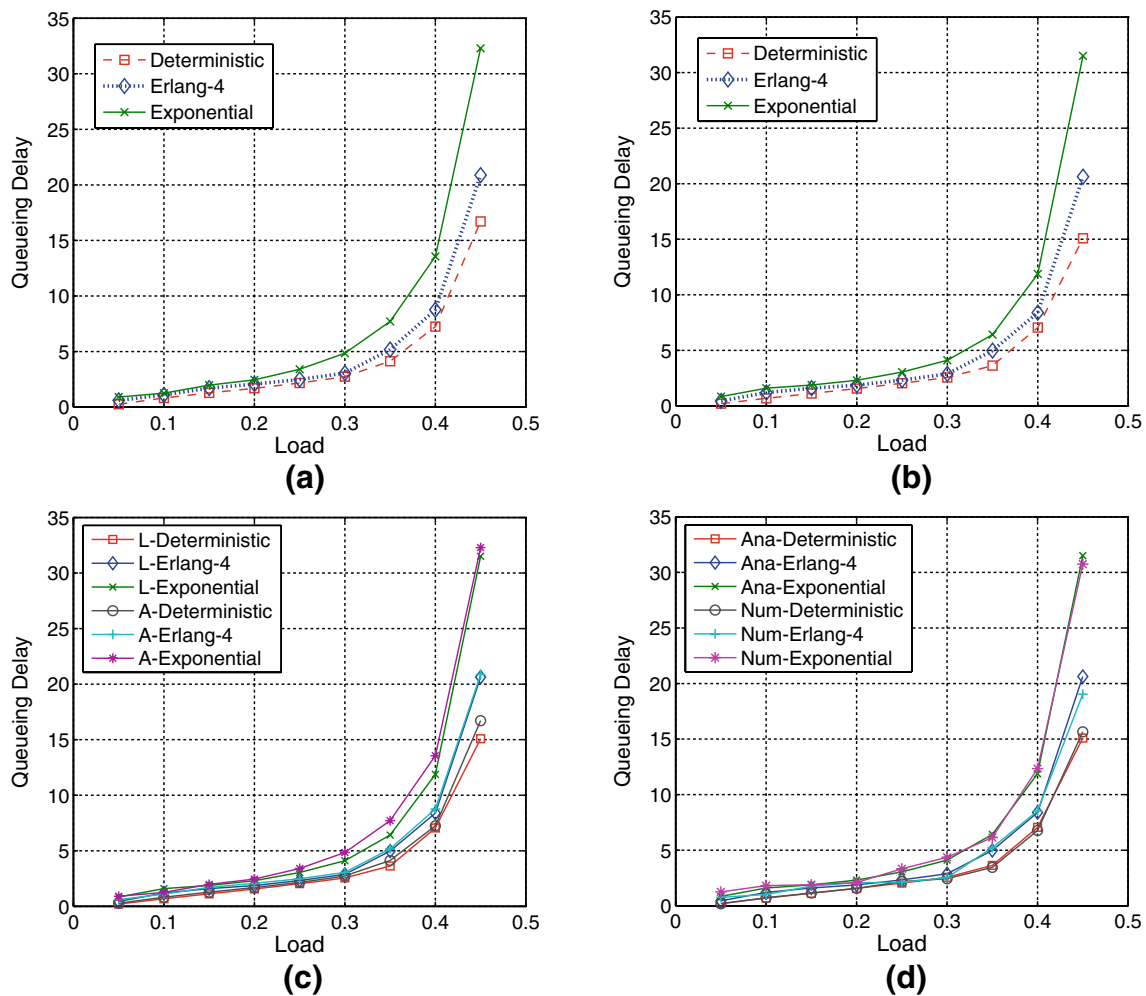 35
30
25
20
15
10
5
0
Queueing Delay
Deterministic
Erlang-4
Exponential
0 0.1 0.2 0.3 0.4 0.5
Load
(a)
35
30
25
20
15
10
5
0
Queueing Delay
Deterministic
Erlang-4
Exponential
0 0.1 0.2 0.3 0.4 0.5
Load
(b)
35
30
25
20
15
10
5
0
Queueing Delay
L-Deterministic
L-Erlang-4
L-Exponential
A-Deterministic
A-Erlang-4
A-Exponential
0 0.1 0.2 0.3 0.4 0.5
Load
(c)
35
30
25
20
15
10
5
0
Queueing Delay
Ana-Deterministic
Ana-Erlang-4
Ana-Exponential
Num-Deterministic
Num-Erlang-4
Num-Exponential
0 0.1 0.2 0.3 0.4 0.5
Load
(d)